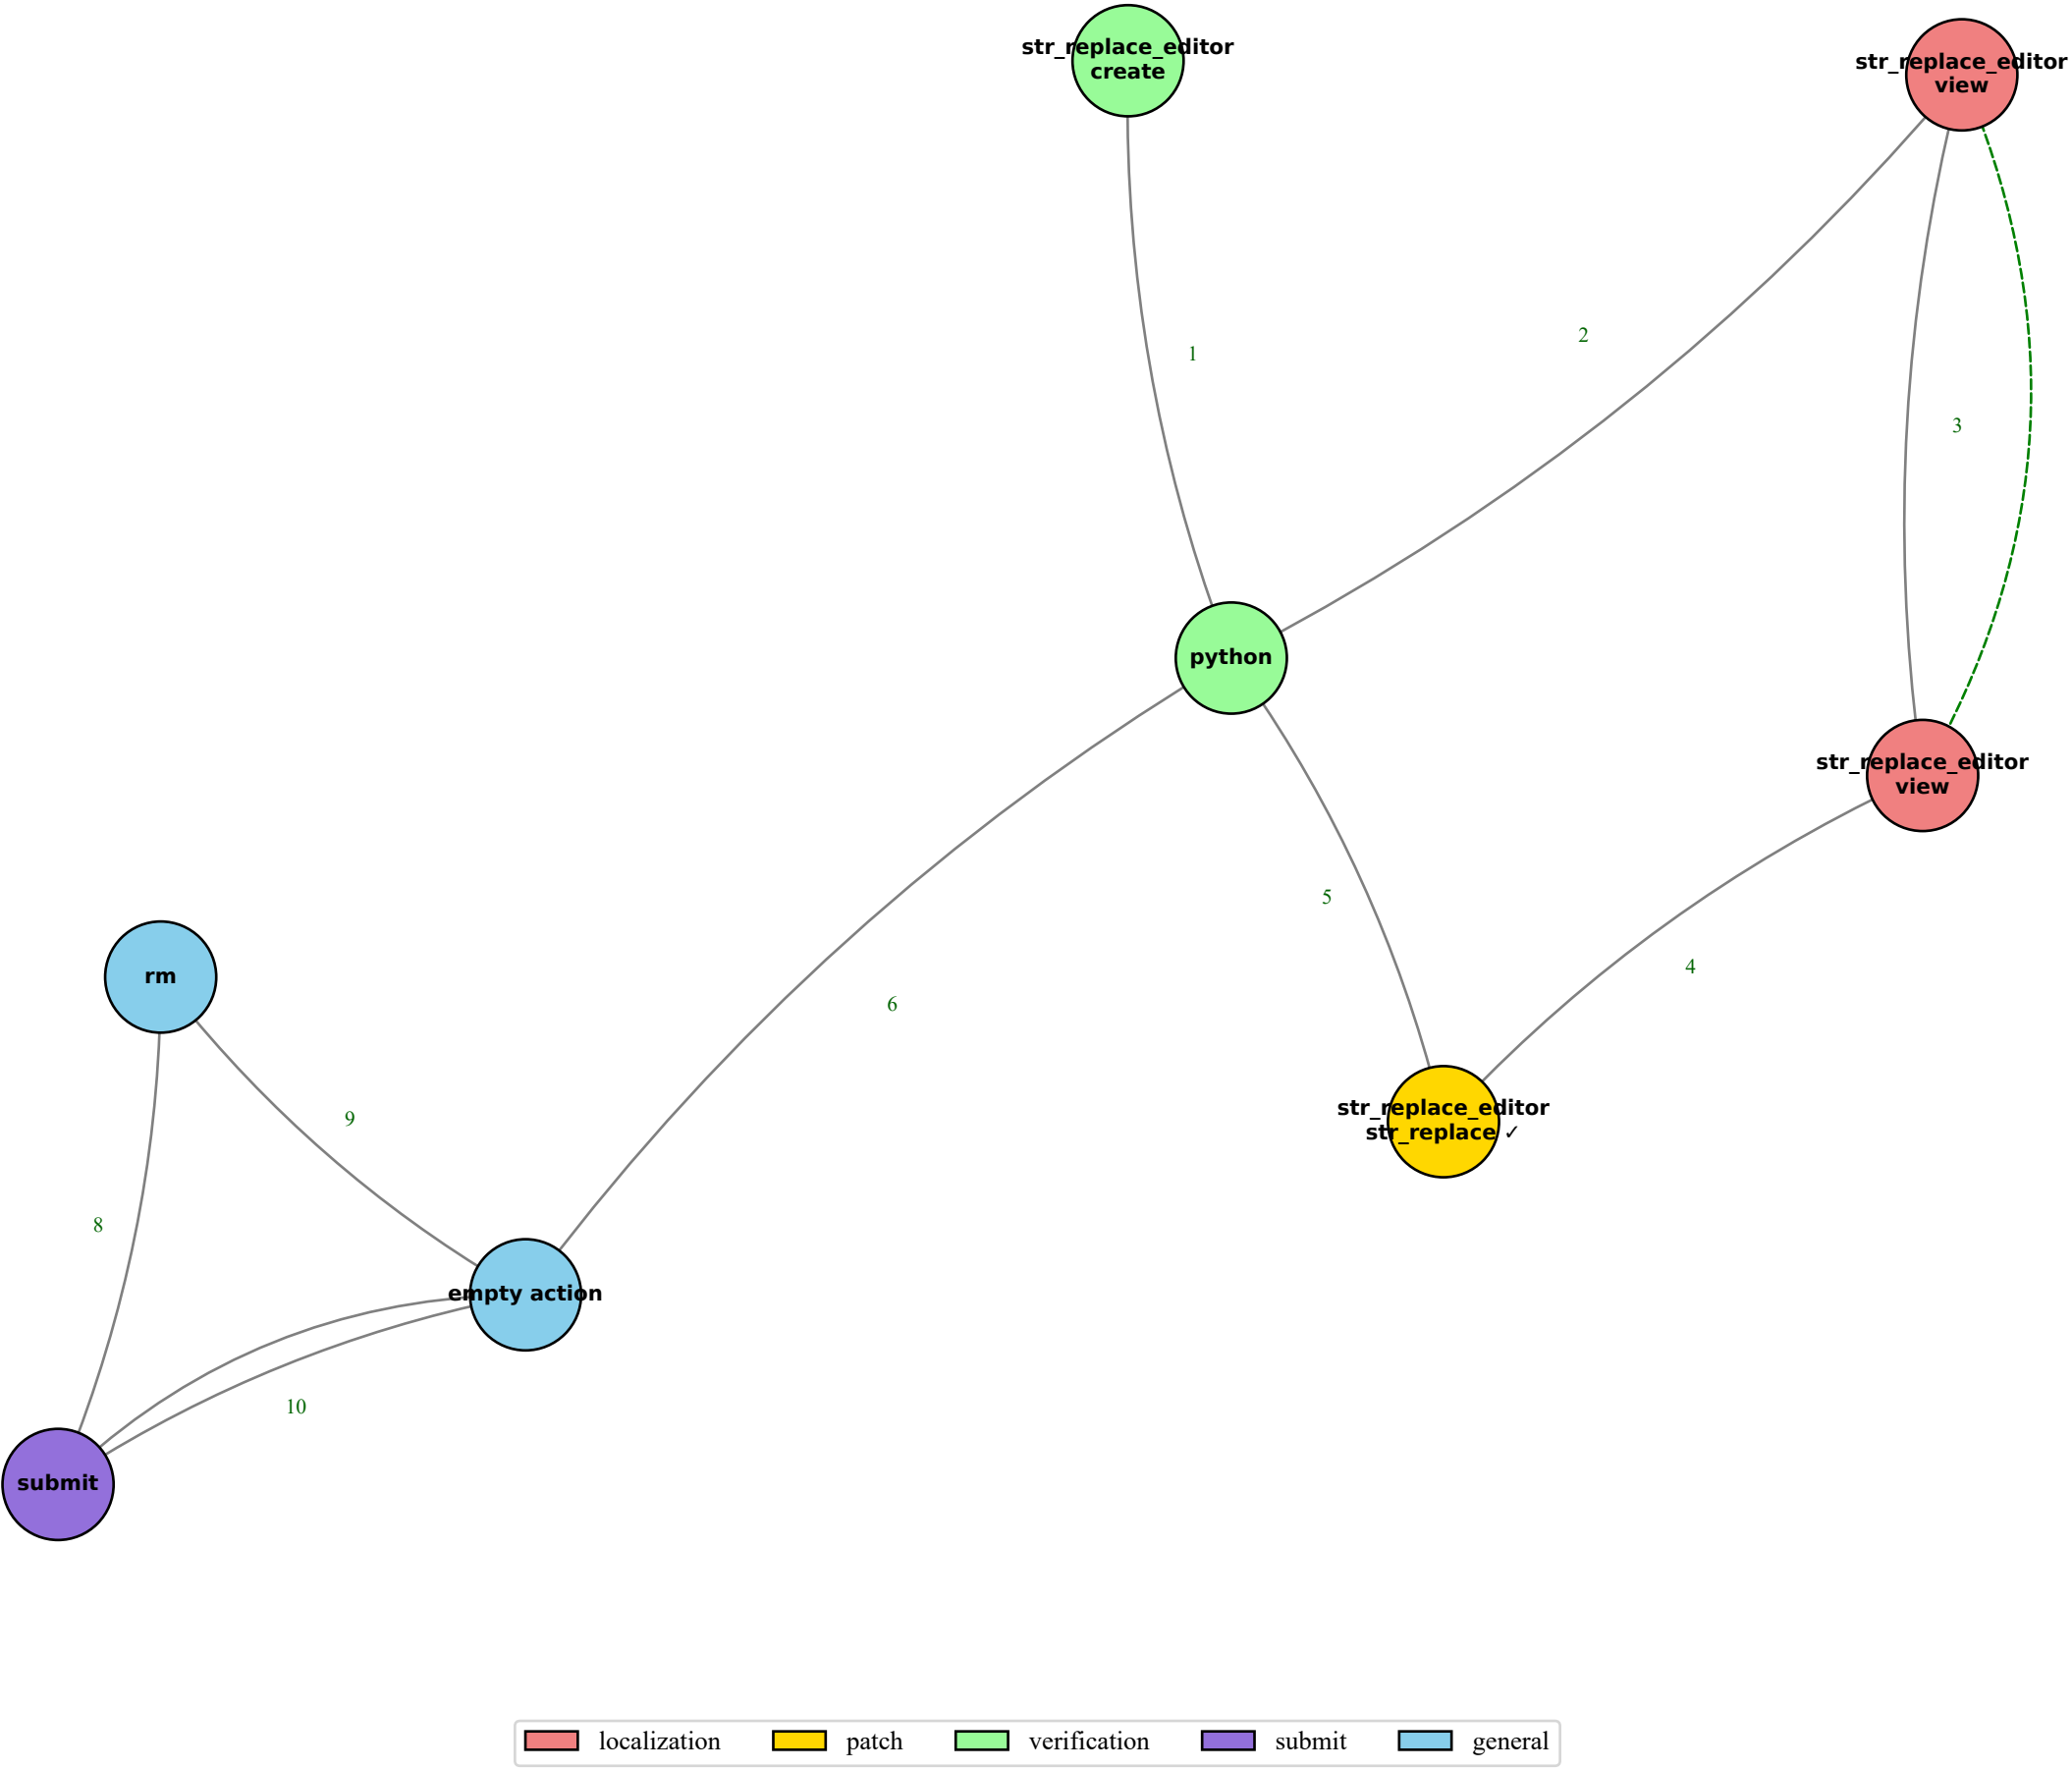 str_replace_editor
create
str_replace_editor
view
1
2
3
python
str_replace_editor
view
5
4
rm
6
str_replace_editor
str_replace ✓
9
8
empty action
10
submit
localization
patch
verification
submit
general